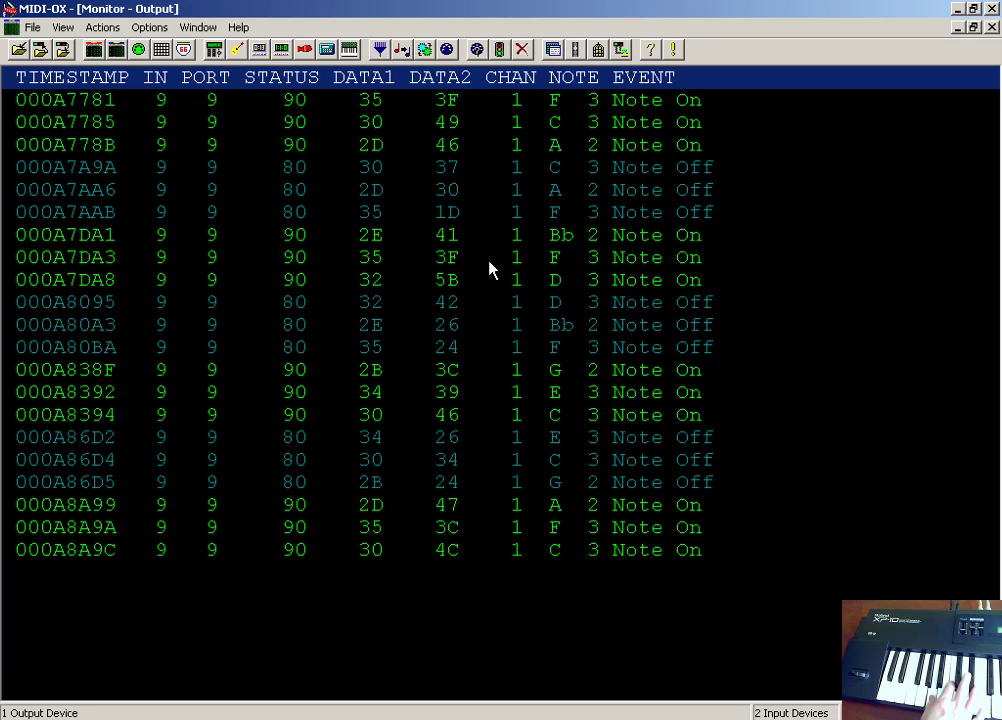 MIDI-OX - [Monitor - Output]
File View Actions Options Window Help
TIMESTAMP IN PORT STATUS DATA1 DATA2 CHAN NOTE EVENT
000A7781 9 9 90 35 3F 1 F 3 Note On
000A7785 9 9 90 30 49 1 C 3 Note On
000A778B 9 9 90 2D 46 1 A 2 Note On
000A7A9A 9 9 80 30 37 1 C 3 Note Off
000A7AA6 9 9 80 2D 30 1 A 2 Note Off
000A7AAB 9 9 80 35 1D 1 F 3 Note Off
000A7DA1 9 9 90 2E 41 1 Bb 2 Note On
000A7DA3 9 9 90 35 3F 1 F 3 Note On
000A7DA8 9 9 90 32 5B 1 D 3 Note On
000A8095 9 9 80 32 42 1 D 3 Note Off
000A80A3 9 9 80 2E 26 1 Bb 2 Note Off
000A80BA 9 9 80 35 24 1 F 3 Note Off
000A838F 9 9 90 2B 3C 1 G 2 Note On
000A8392 9 9 90 34 39 1 E 3 Note On
000A8394 9 9 90 30 46 1 C 3 Note On
000A86D2 9 9 80 34 26 1 E 3 Note Off
000A86D4 9 9 80 30 34 1 C 3 Note Off
000A86D5 9 9 80 2B 24 1 G 2 Note Off
000A8A99 9 9 90 2D 47 1 A 2 Note On
000A8A9A 9 9 90 35 3C 1 F 3 Note On
000A8A9C 9 9 90 30 4C 1 C 3 Note On
Roland
XP-10
1 Output Device
2 Input Devices